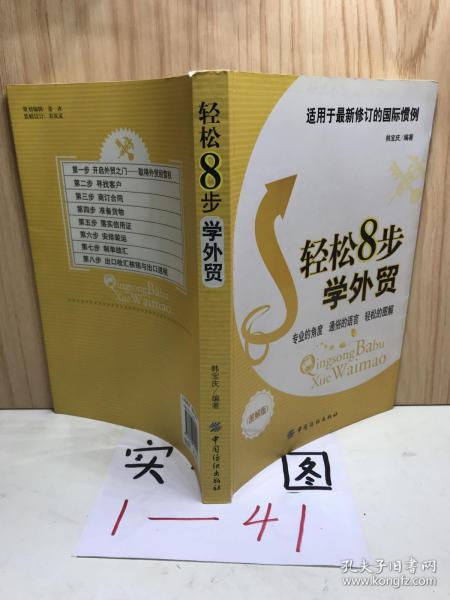 策划编辑：姜 冰
第一步 开启外贸之门——取得外贸经营权
第二步 寻找客户
第三步 商订合同
第四步 准备货物
第五步 落实信用证
第六步 安排装运
第七步 制单结汇
第八步 出口收汇核销与出口退税
Qingsong Babu
Xue Waimao
轻松8步
学外贸
韩宝庆／编著
中国纺织出版社
适用于最新修订的国际惯例
韩宝庆／编著
轻松8步
学外贸
专业的角度 通俗的语言 轻松的图解
Qingsong Babu
Xue Waimao
（图解版）
中国纺织出版社
实 图
1—41
孔夫子旧书网
www.kongfz.com